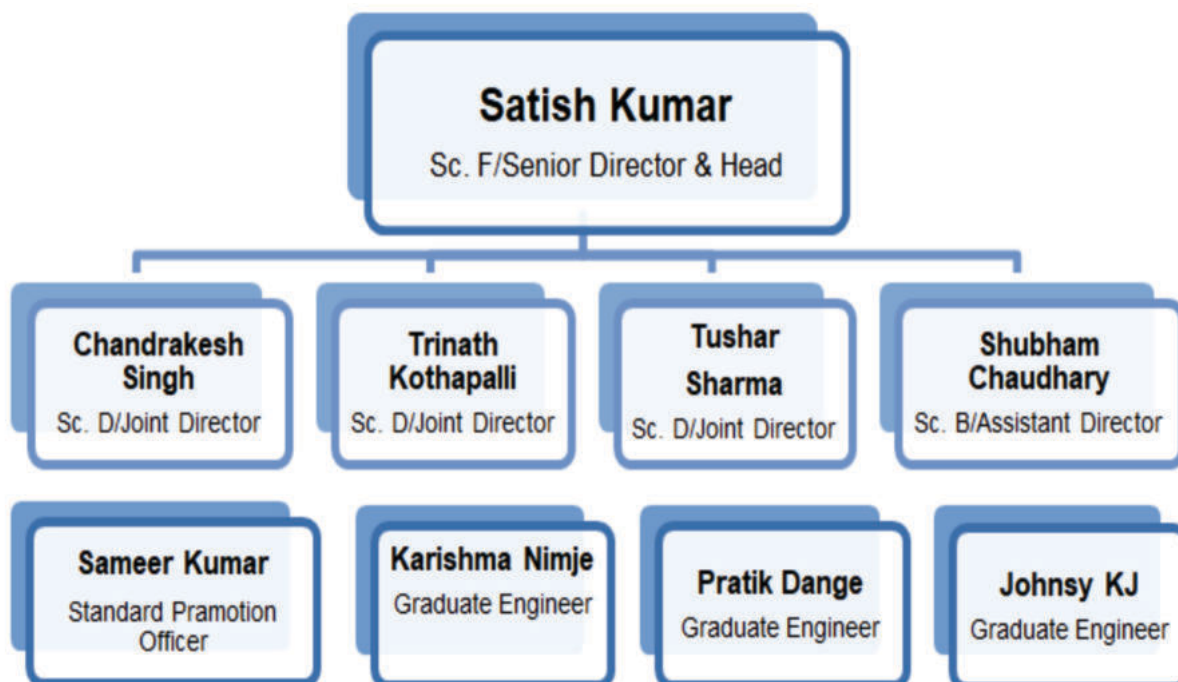 Satish Kumar
Sc. F/Senior Director & Head
Chandrakesh
Singh
Sc. D/Joint Director
Trinath
Kothapalli
Sc. D/Joint Director
Tushar
Sharma
Sc. D/Joint Director
Shubham
Chaudhary
Sc. B/Assistant Director
Sameer Kumar
Standard Pramotion
Officer
Karishma Nimje
Graduate Engineer
Pratik Dange
Graduate Engineer
Johnsy KJ
Graduate Engineer